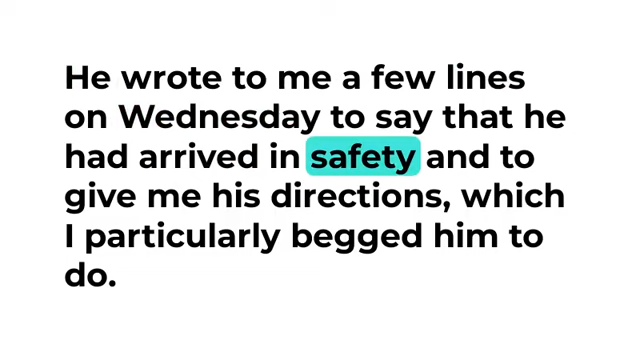 He wrote to me a few lines
on Wednesday to say that he
had arrived in safety and to
give me his directions, which
I particularly begged him to
do.